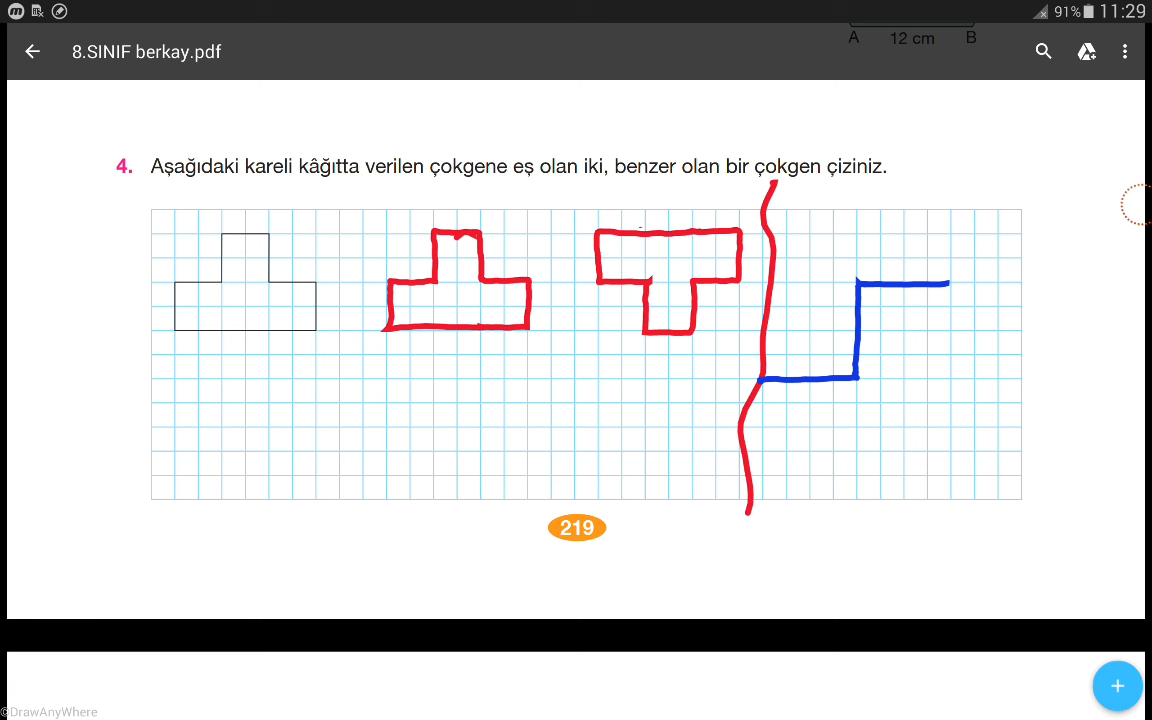 91% 11:29
8.SINIF berkay.pdf
A 12 cm B
4. Aşağıdaki kareli kâğıtta verilen çokgene eş olan iki, benzer olan bir çokgen çiziniz.
219
©DrawAnyWhere